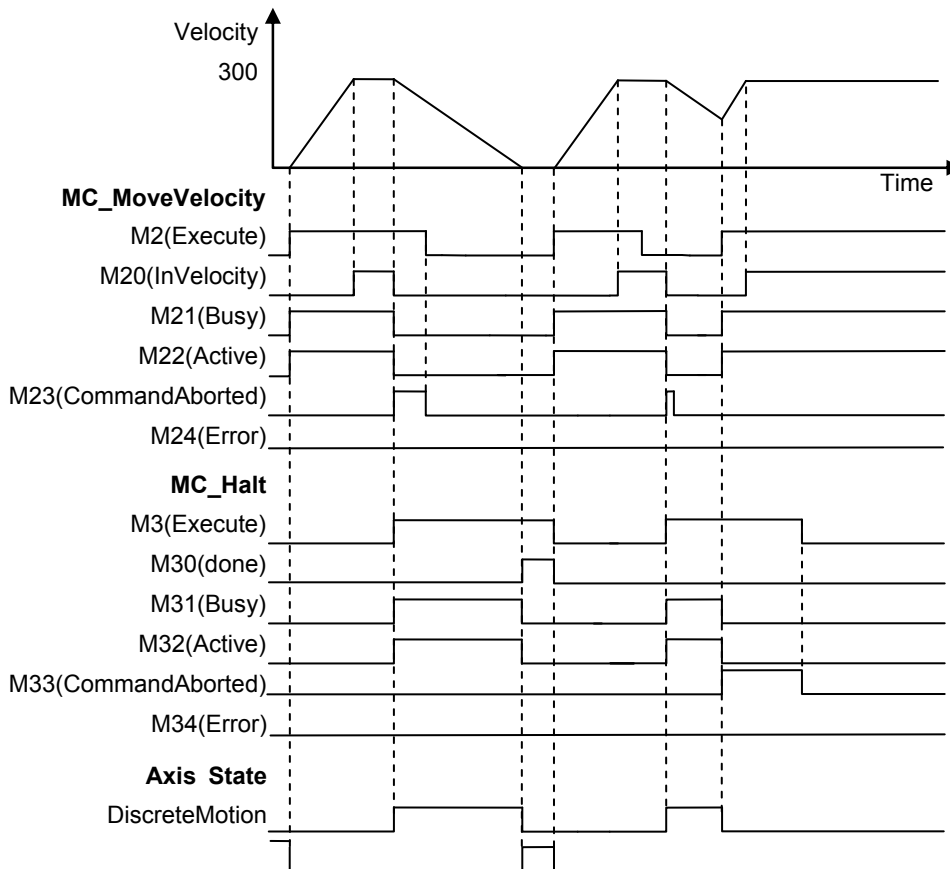 Velocity
300
Time
MC_MoveVelocity
M2(Execute)
M20(InVelocity)
M21(Busy)
M22(Active)
M23(CommandAborted)
M24(Error)
MC_Halt
M3(Execute)
M30(done)
M31(Busy)
M32(Active)
M33(CommandAborted)
M34(Error)
Axis State
DiscreteMotion